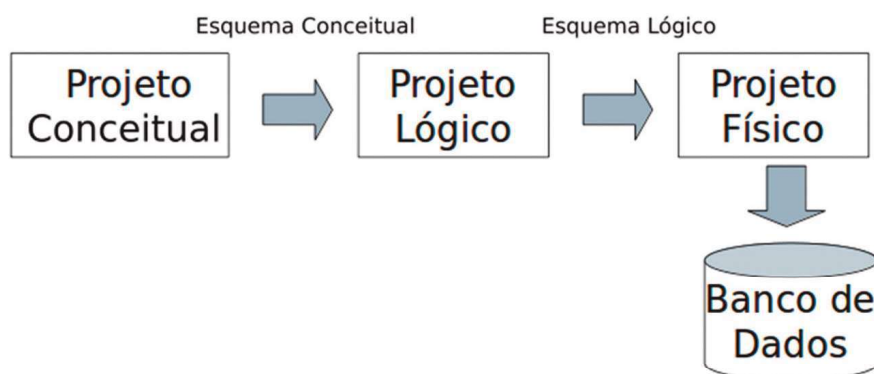 Esquema Conceitual
Esquema Lógico
Projeto
Conceitual
Projeto
Lógico
Projeto
Físico
Banco de
Dados